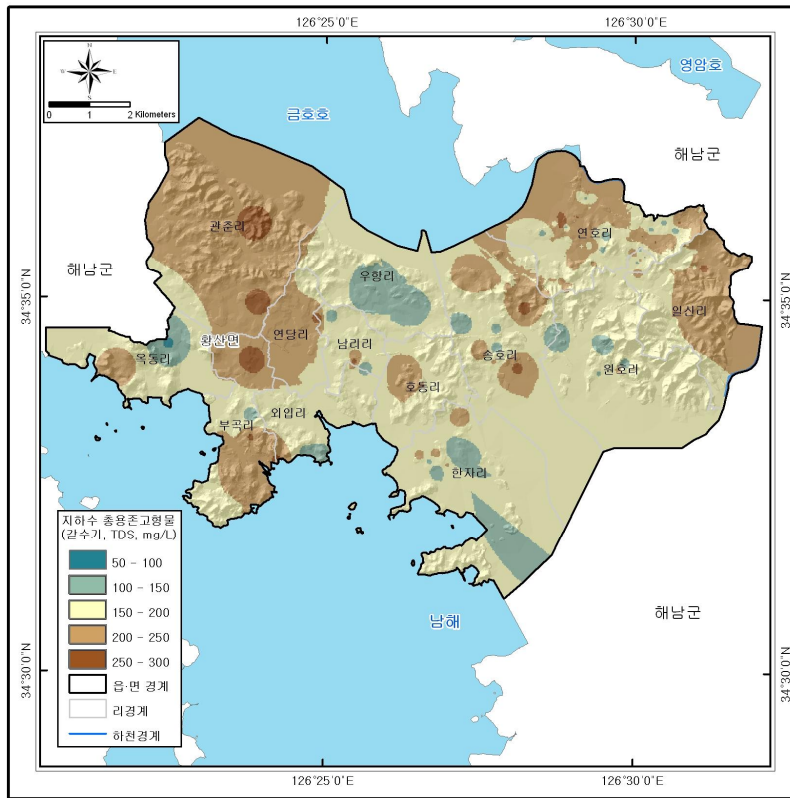 126°25'0"E
126°30'0"E
N
W
E
S
0 1 2 Kilometers
영암호
금호호
해남군
관춘리
연호리
우항리
해남군
34°35'0"N
34°35'0"N
일신리
황산면
연당리
남리리
옥동리
송호리
원호리
호동리
외입리
부곡리
한자리
지하수 총용존고형물
(갈수기, TDS, mg/L)
50 - 100
100 - 150
150 - 200
200 - 250
250 - 300
읍·면 경계
리경계
하천경계
남해
해남군
34°30'0"N
34°30'0"N
126°25'0"E
126°30'0"E